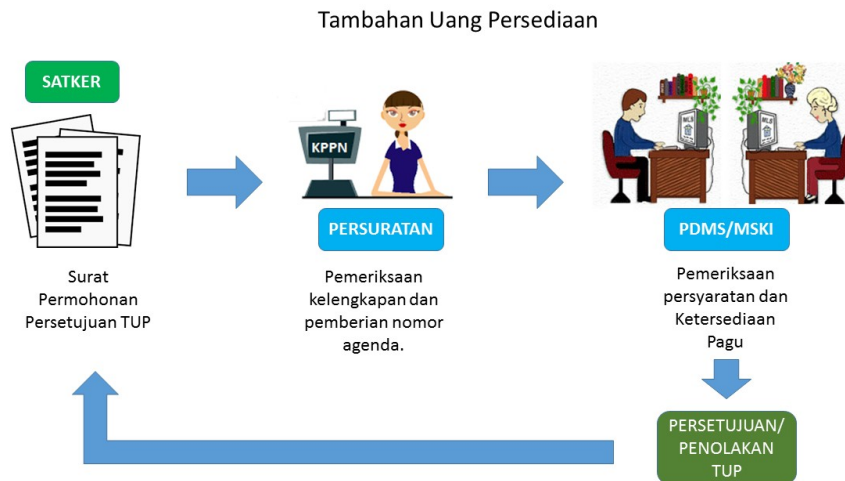 Tambahan Uang Persediaan
SATKER
KPPN
PERSURATAN
PDMS/MSKI
Surat
Permohonan
Persetujuan TUP
Pemeriksaan
kelengkapan dan
pemberian nomor
agenda.
Pemeriksaan
persyaratan dan
Ketersediaan
Pagu
PERSETUJUAN/
PENOLAKAN
TUP